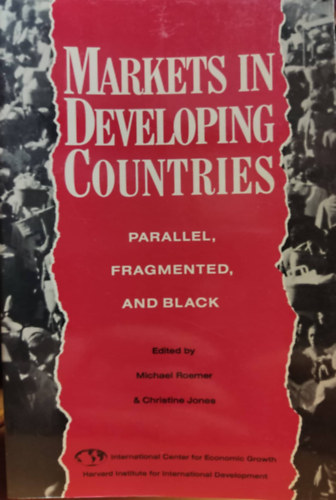 MARKETS IN
DEVELOPING
COUNTRIES
PARALLEL,
FRAGMENTED,
AND BLACK
Edited by
Michael Roemer
& Christine Jones
International Center for Economic Growth
Harvard Institute for International Development